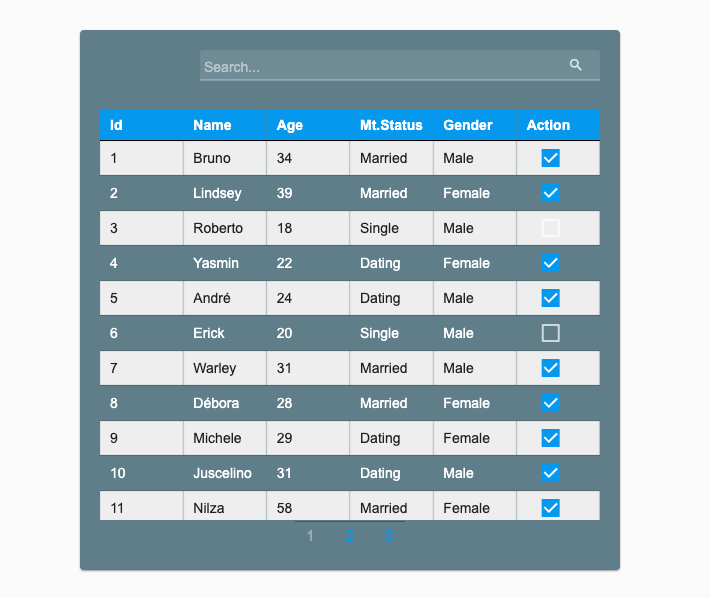 Search...
Id Name Age Mt.Status Gender Action
1 Bruno 34 Married Male
2 Lindsey 39 Married Female
3 Roberto 18 Single Male
4 Yasmin 22 Dating Female
5 André 24 Dating Male
6 Erick 20 Single Male
7 Warley 31 Married Male
8 Débora 28 Married Female
9 Michele 29 Dating Female
10 Juscelino 31 Dating Male
11 Nilza 58 Married Female
1 2 3